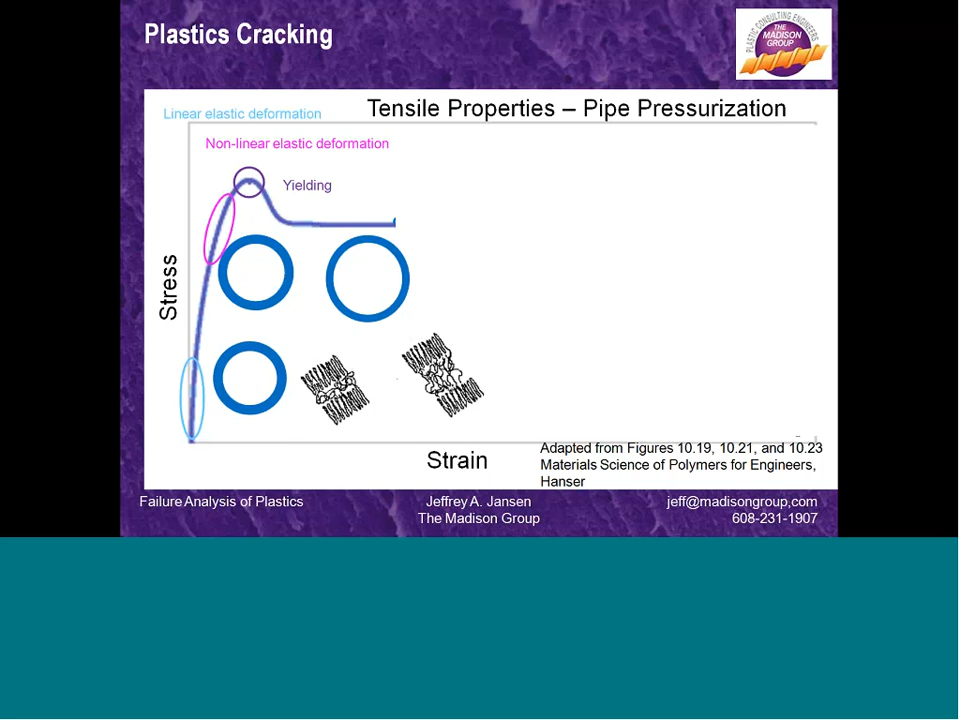 Plastics Cracking
PLASTIC CONSULTING ENGINEERS
THE
MADISON
GROUP
Linear elastic deformation
Tensile Properties – Pipe Pressurization
Non-linear elastic deformation
Yielding
Stress
Strain
Adapted from Figures 10.19, 10.21, and 10.23
Materials Science of Polymers for Engineers,
Hanser
Failure Analysis of Plastics
Jeffrey A. Jansen
The Madison Group
jeff@madisongroup,com
608-231-1907